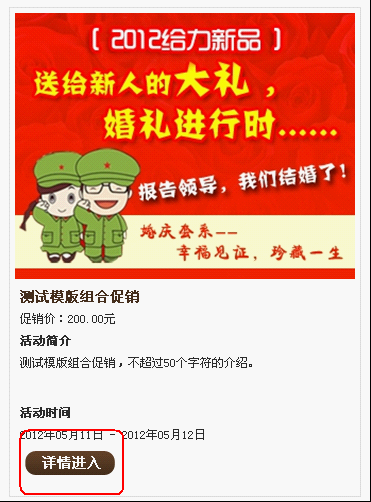 [ 2012给力新品 ]
送给新人的大礼，
婚礼进行时......
报告领导，我们结婚了！
婚庆套系--
幸福见证，珍藏一生
测试模版组合促销
促销价：200.00元
活动简介
测试模版组合促销，不超过50个字符的介绍。
活动时间
2012年05月11日 - 2012年05月12日
详情进入